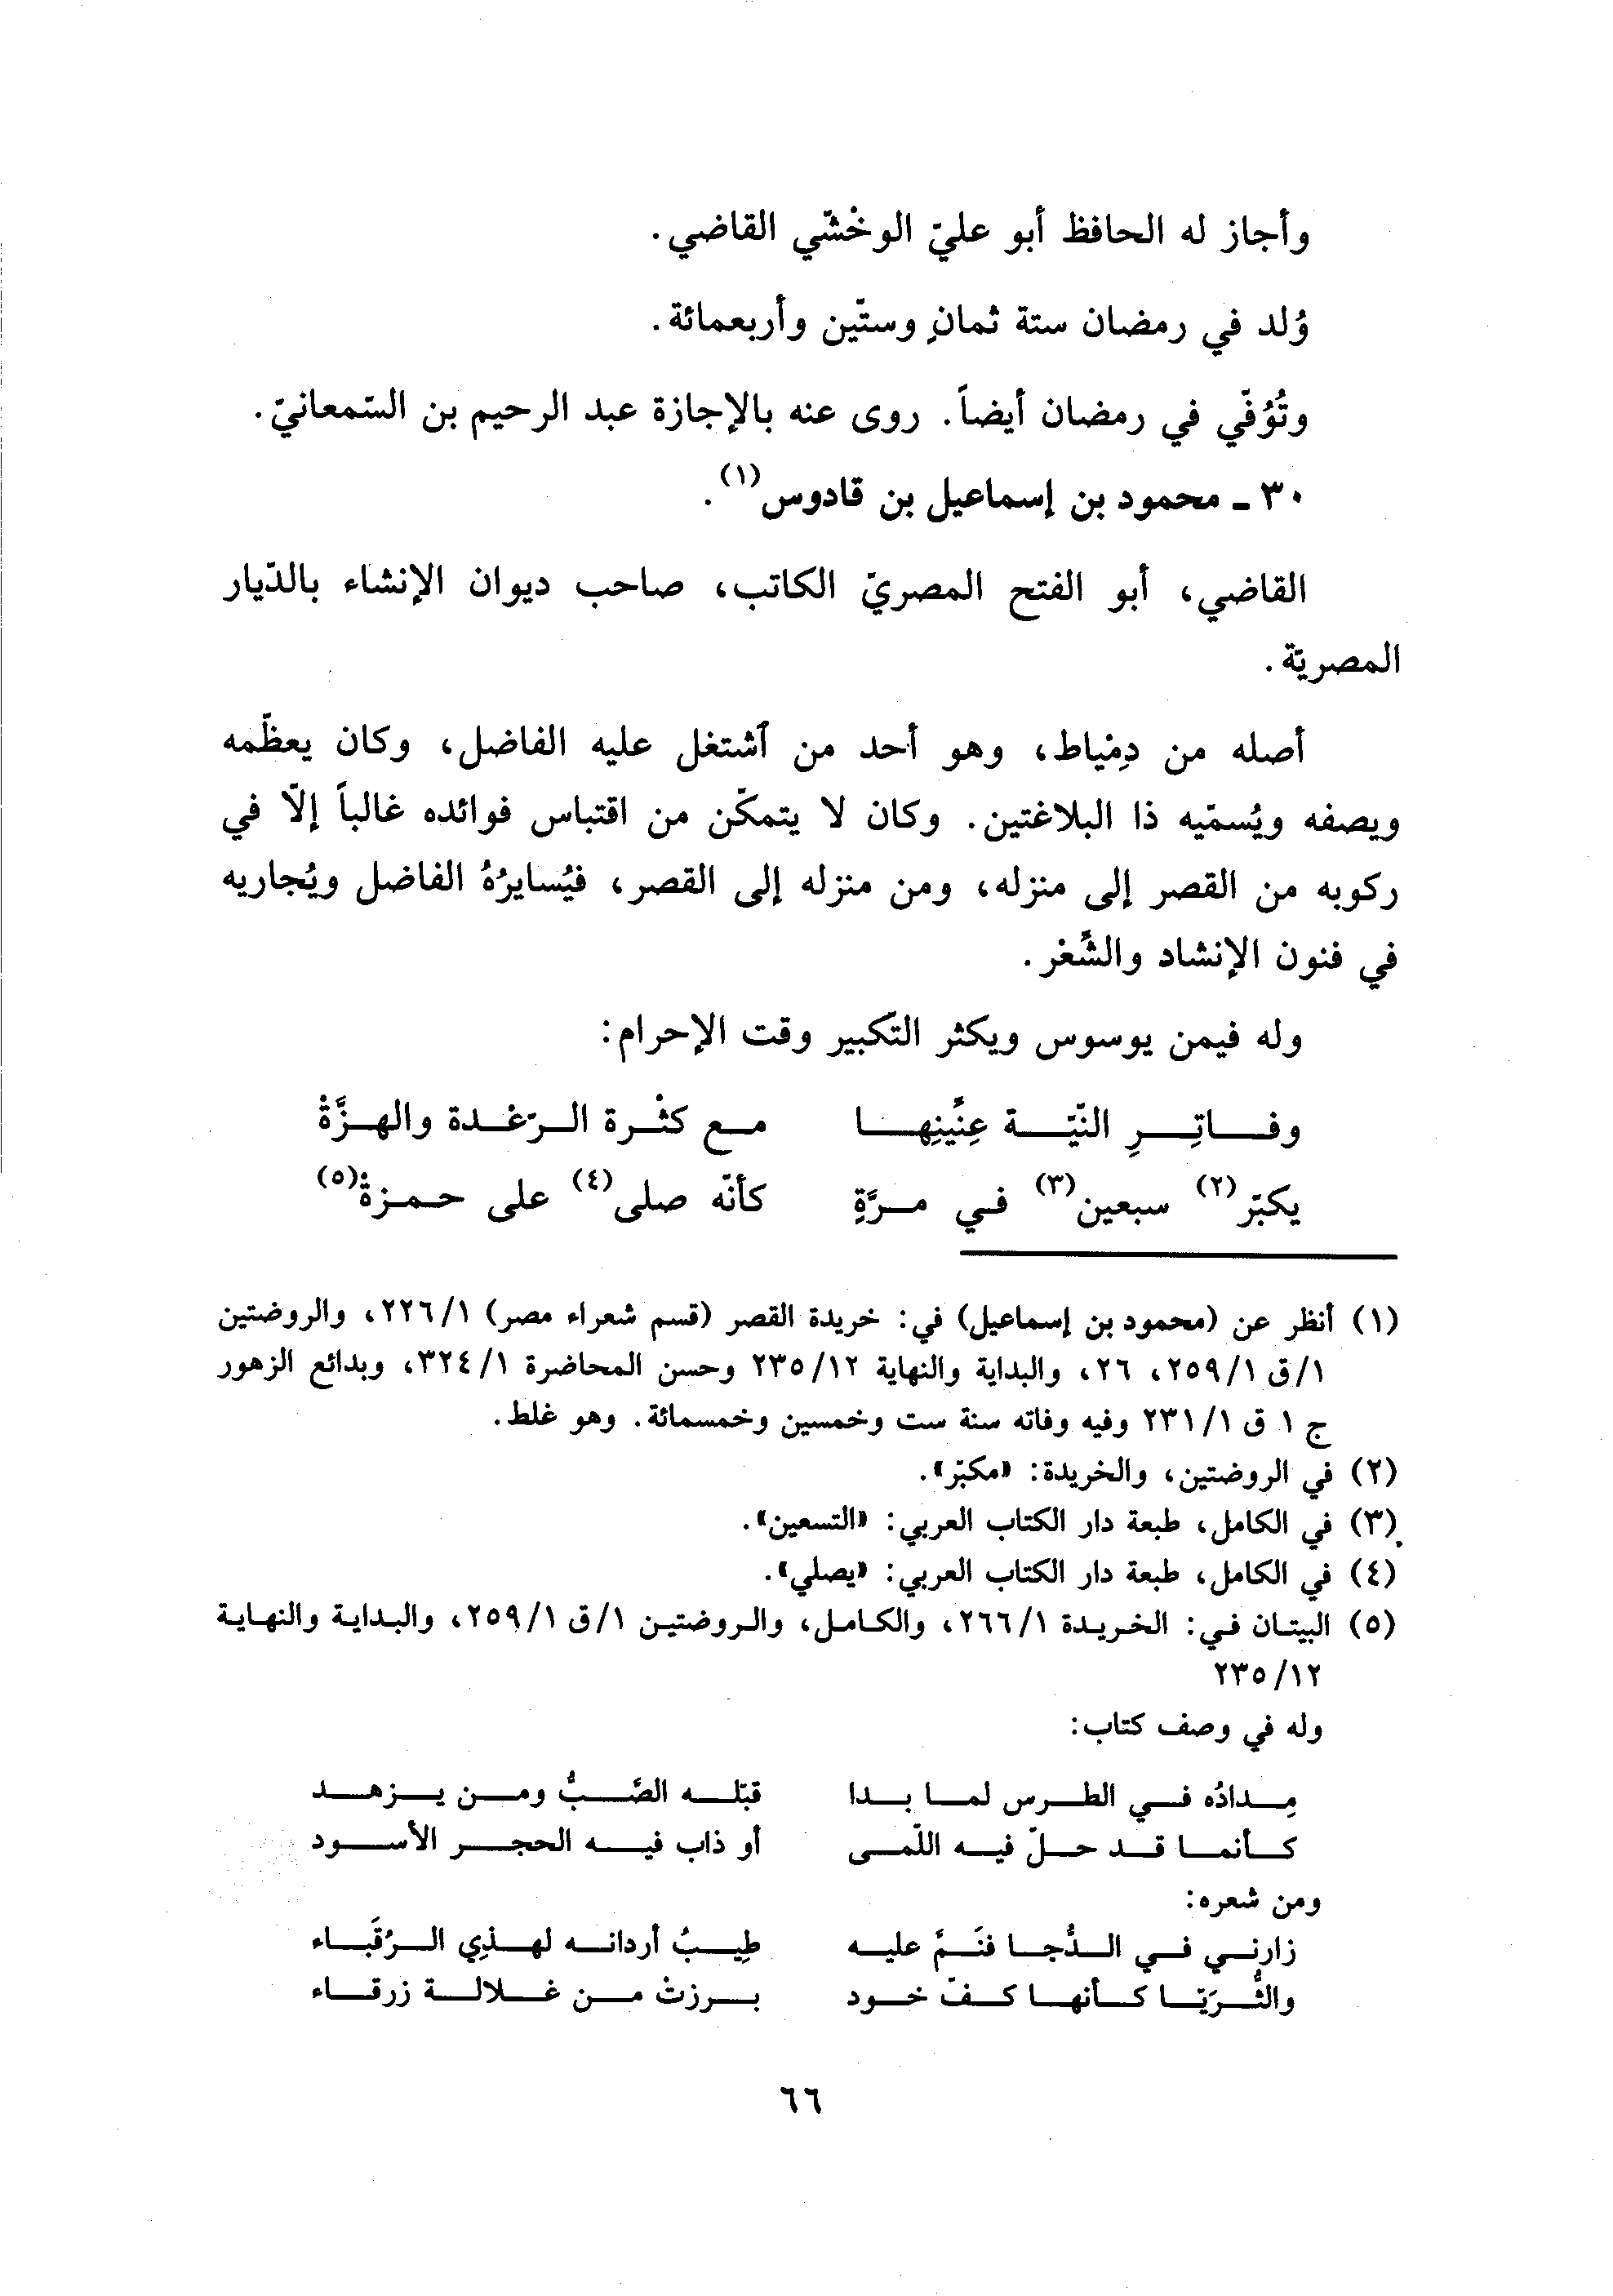 وأجاز له الحافظ أبو عليّ الوخْشّي القاضي.
وُلد في رمضان ستة ثمانٍ وستّين وأربعمائة.
وتُوُفّي في رمضان أيضاً. روى عنه بالإجازة عبد الرحيم بن السّمعانيّ.
٣٠ ـ محمود بن إسماعيل بن قادوس(١).
القاضي، أبو الفتح المصريّ الكاتب، صاحب ديوان الإنشاء بالدّيار
المصريّة.
أصله من دِمْياط، وهو أحد من ٱشتغل عليه الفاضل، وكان يعظّمه
ويصفه ويُسمّيه ذا البلاغتين. وكان لا يتمكّن من اقتباس فوائده غالباً إلّا في
ركوبه من القصر إلى منزله، ومن منزله إلى القصر، فيُسايرُهُ الفاضل ويُجاريه
في فنون الإنشاد والشِّعْر.
وله فيمن يوسوس ويكثر التّكبير وقت الإحرام:
وفاتِرِ النّيّة عِنِّينِها مع كثْرة الرّعْدة والهزَّةْ
يكبّر(٢) سبعين(٣) في مرَّةٍ كأنّه صلى(٤) على حمزةْ(٥)
(١) أنظر عن (محمود بن إسماعيل) في: خريدة القصر (قسم شعراء مصر) ٢٢٦/١، والروضتين
١/ق ٢٥٩/١، ٢٦، والبداية والنهاية ٢٣٥/١٢ وحسن المحاضرة ٣٢٤/١، وبدائع الزهور
ج ١ ق ٢٣١/١ وفيه وفاته سنة ست وخمسين وخمسمائة. وهو غلط.
(٢) في الروضتين، والخريدة: «مكبّر».
(٣) في الكامل، طبعة دار الكتاب العربي: «التسعين».
(٤) في الكامل، طبعة دار الكتاب العربي: «يصلي».
(٥) البيتان في: الخريدة ٢٦٦/١، والكامل، والروضتين ١/ق ٢٥٩/١، والبداية والنهاية
٢٣٥/١٢
وله في وصف كتاب:
مِدادُه في الطرس لما بدا قبّله الصَّبُّ ومن يزهد
كأنما قد حلّ فيه اللّمى أو ذاب فيه الحجر الأسود
ومن شعره:
زارني في الدُّجا فنَمَّ عليه طِيبُ أردانه لهذِي الرُقَباء
والثُّرَيّا كأنها كفّ خود برزتْ من غلالة زرقاء
٦٦